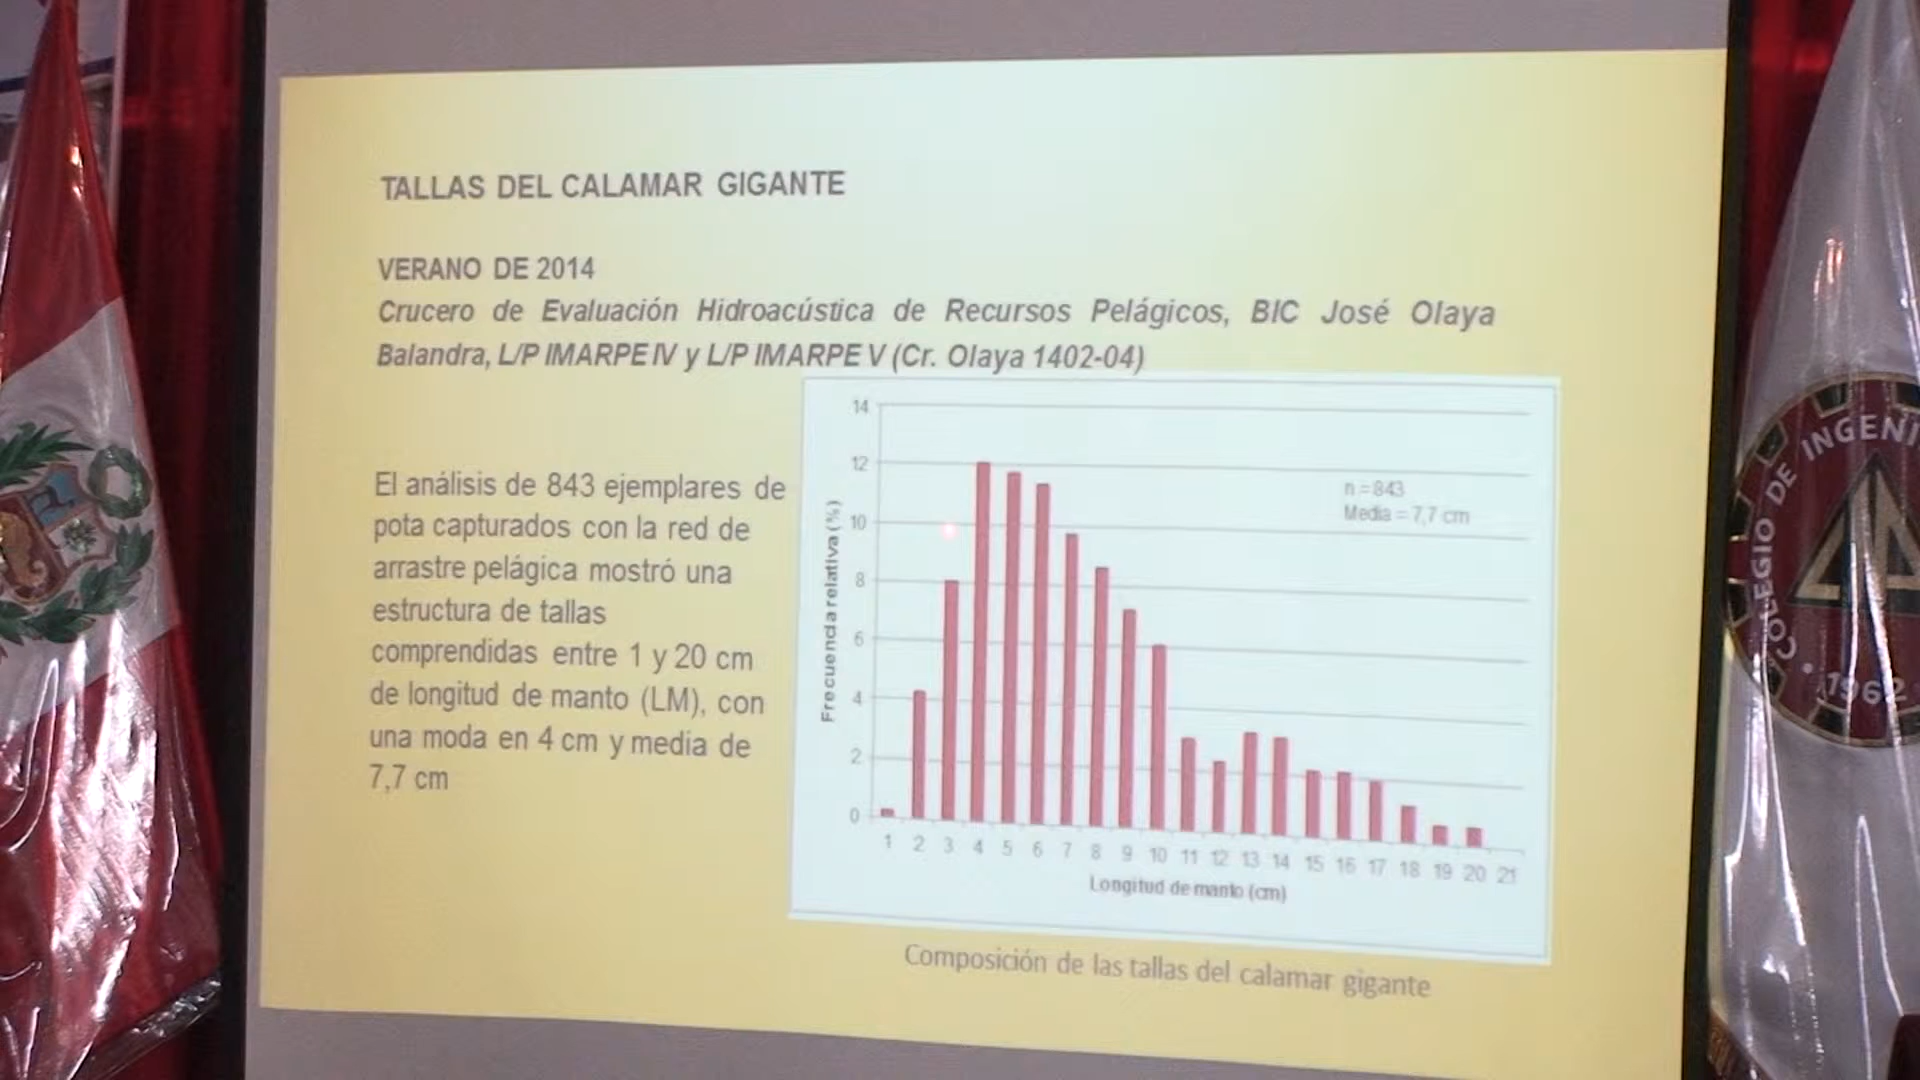 TALLAS DEL CALAMAR GIGANTE
VERANO DE 2014
Crucero de Evaluación Hidroacústica de Recursos Pelágicos, BIC José Olaya
Balandra, L/P IMARPE IV y L/P IMARPE V (Cr. Olaya 1402-04)
El análisis de 843 ejemplares de
pota capturados con la red de
arrastre pelágica mostró una
estructura de tallas
comprendidas entre 1 y 20 cm
de longitud de manto (LM), con
una moda en 4 cm y media de
7,7 cm
Frecuencia relativa (%)
14
12
10
8
6
4
2
0
n = 843
Media = 7,7 cm
1 2 3 4 5 6 7 8 9 10 11 12 13 14 15 16 17 18 19 20 21
Longitud de manto (cm)
Composición de las tallas del calamar gigante
COLEGIO DE INGENI
1962